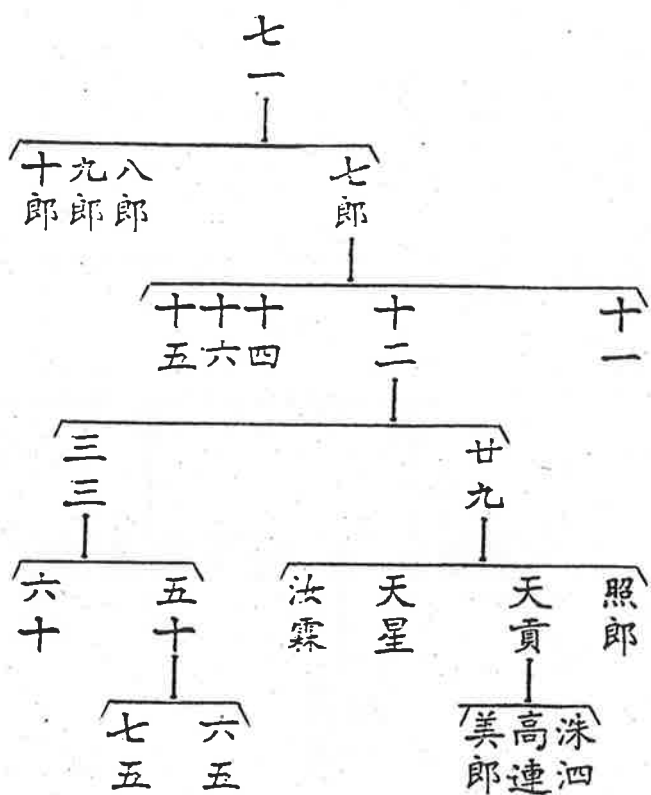 七一
七郎
八郎
九郎
十郎
十一
十二
十四
十六
十五
廿九
三三
照郎
天貢
天星
汝霖
五十
六十
洙泗
高連
美郎
六五
七五